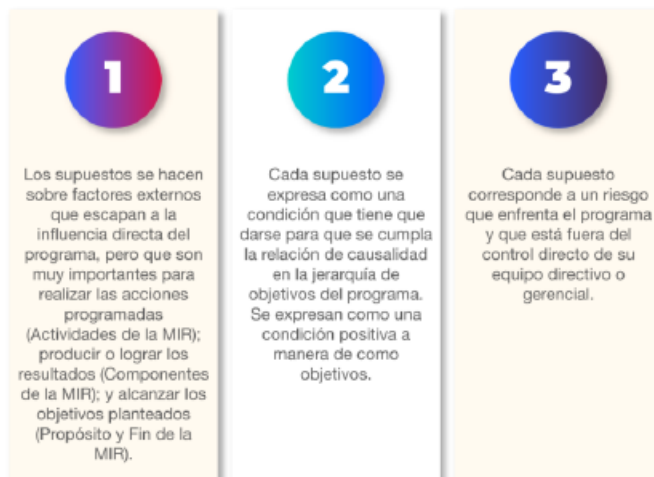 1
Los supuestos se hacen
sobre factores externos
que escapan a la
influencia directa del
programa, pero que son
muy importantes para
realizar las acciones
programadas
(Actividades de la MIR);
producir o lograr los
resultados (Componentes
de la MIR); y alcanzar los
objetivos planteados
(Propósito y Fin de la
MIR).
2
Cada supuesto se
expresa como una
condición que tiene que
darse para que se cumpla
la relación de causalidad
en la jerarquía de
objetivos del programa.
Se expresan como una
condición positiva a
manera de como
objetivos.
3
Cada supuesto
corresponde a un riesgo
que enfrenta el programa
y que está fuera del
control directo de su
equipo directivo o
gerencial.